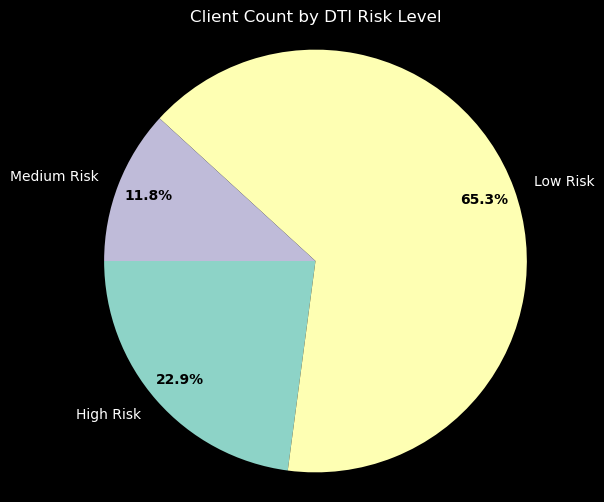 Client Count by DTI Risk Level
Medium Risk
11.8%
Low Risk
65.3%
22.9%
High Risk